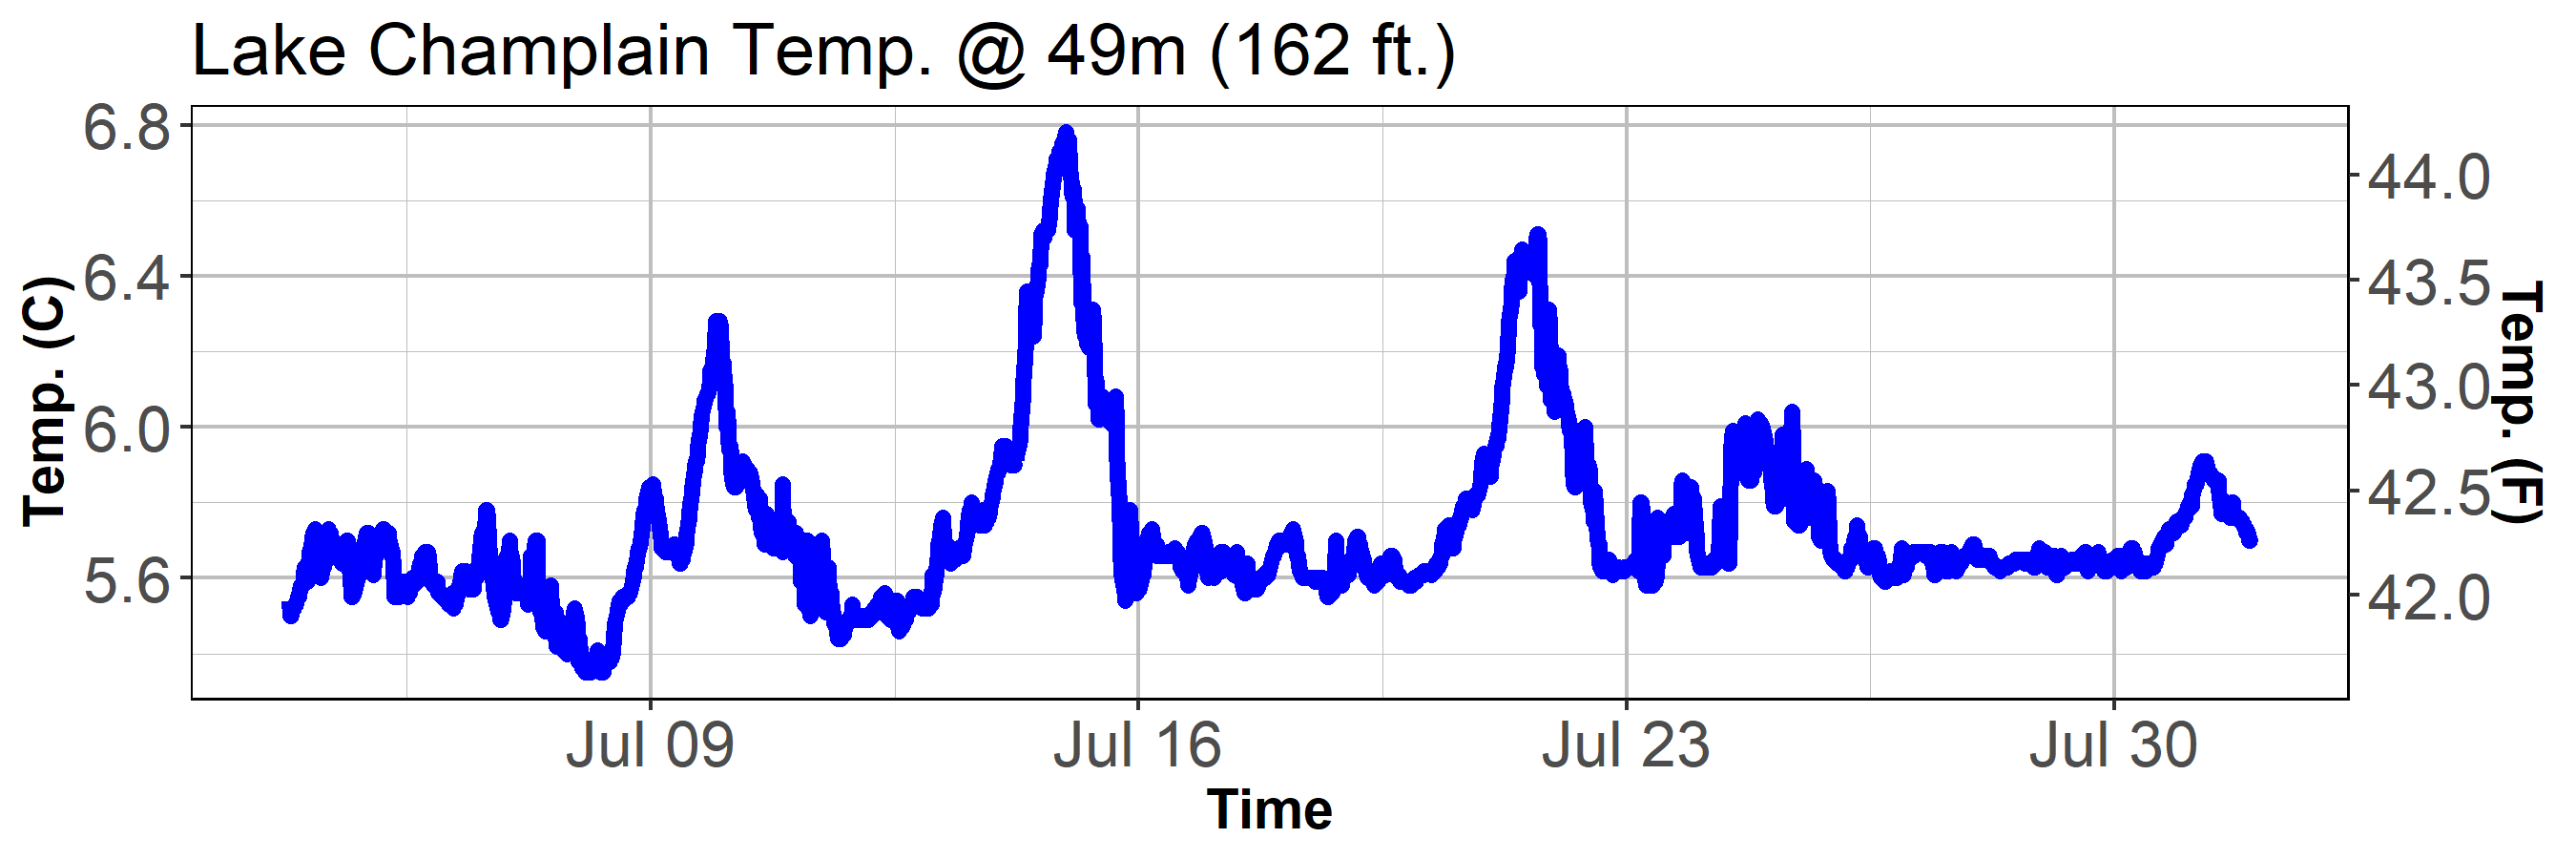 Lake Champlain Temp. @ 49m (162 ft.)
6.8
6.4
6.0
5.6
Temp. (C)
44.0
43.5
43.0
42.5
42.0
Temp. (F)
Jul 09 Jul 16 Jul 23 Jul 30
Time